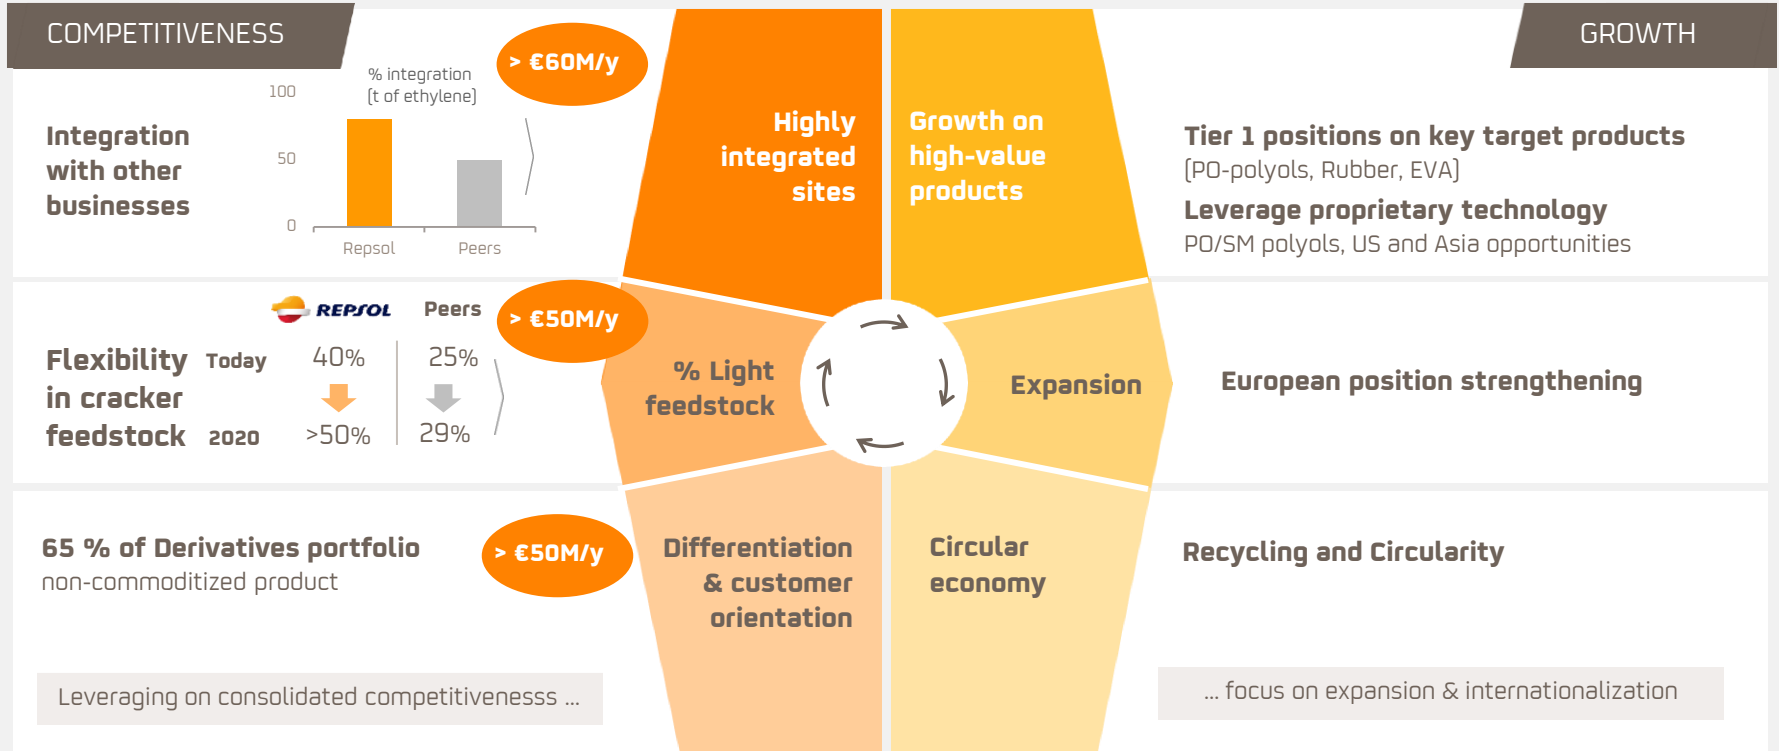 COMPETITIVENESS
GROWTH
Integration
with other
businesses
% integration
(t of ethylene)
100
50
0
Repsol
Peers
> €60M/y
Highly
integrated
sites
Growth on
high-value
products
Tier 1 positions on key target products
(PO-polyols, Rubber, EVA)
Leverage proprietary technology
PO/SM polyols, US and Asia opportunities
Flexibility
in cracker
feedstock
REPSOL
Peers
Today
40%
25%
2020
>50%
29%
> €50M/y
% Light
feedstock
Expansion
European position strengthening
65 % of Derivatives portfolio
non-commoditized product
> €50M/y
Differentiation
& customer
orientation
Circular
economy
Recycling and Circularity
Leveraging on consolidated competitivenesss ...
... focus on expansion & internationalization